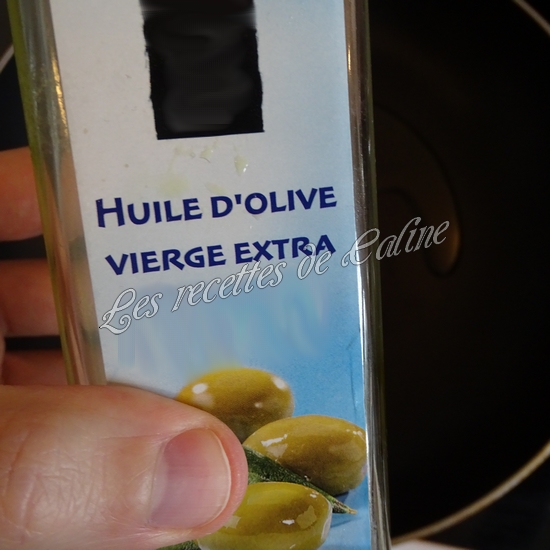 HUILE D'OLIVE
VIERGE EXTRA
Les recettes de Caline